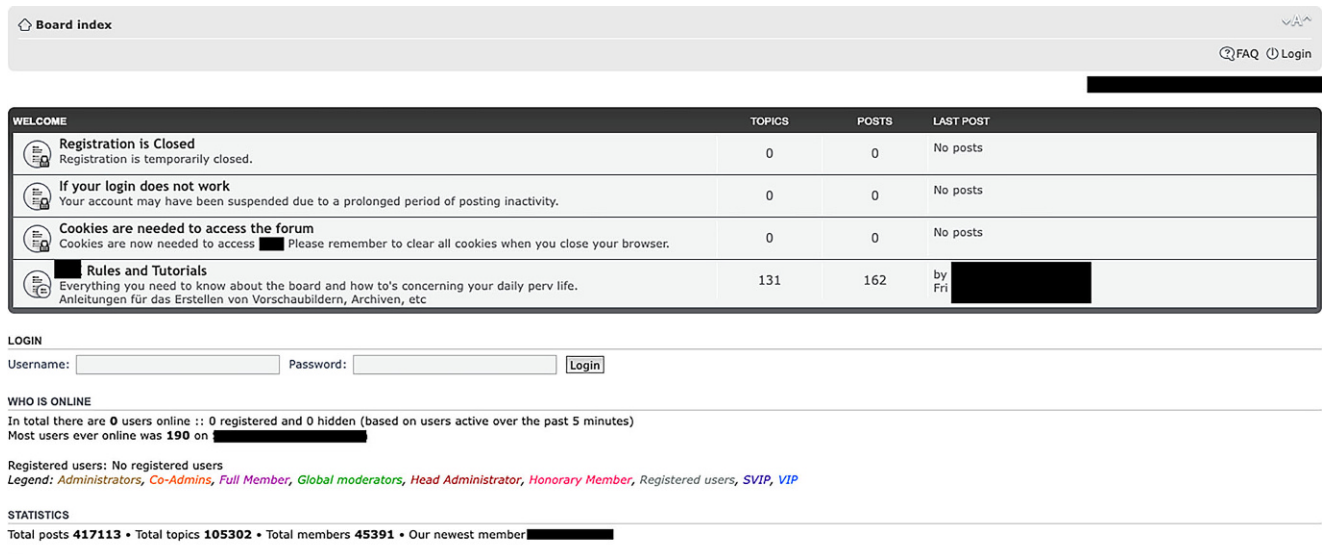 Board index
A
FAQ Login
WELCOME TOPICS POSTS LAST POST
Registration is Closed
Registration is temporarily closed.
0 0 No posts
If your login does not work
Your account may have been suspended due to a prolonged period of posting inactivity.
0 0 No posts
Cookies are needed to access the forum
Cookies are now needed to access Please remember to clear all cookies when you close your browser.
0 0 No posts
Rules and Tutorials
Everything you need to know about the board and how to's concerning your daily perv life.
Anleitungen für das Erstellen von Vorschaubildern, Archiven, etc
131 162 by
Fri
LOGIN
Username: Password: Login
WHO IS ONLINE
In total there are 0 users online :: 0 registered and 0 hidden (based on users active over the past 5 minutes)
Most users ever online was 190 on
Registered users: No registered users
Legend: Administrators, Co-Admins, Full Member, Global moderators, Head Administrator, Honorary Member, Registered users, SVIP, VIP
STATISTICS
Total posts 417113 • Total topics 105302 • Total members 45391 • Our newest member